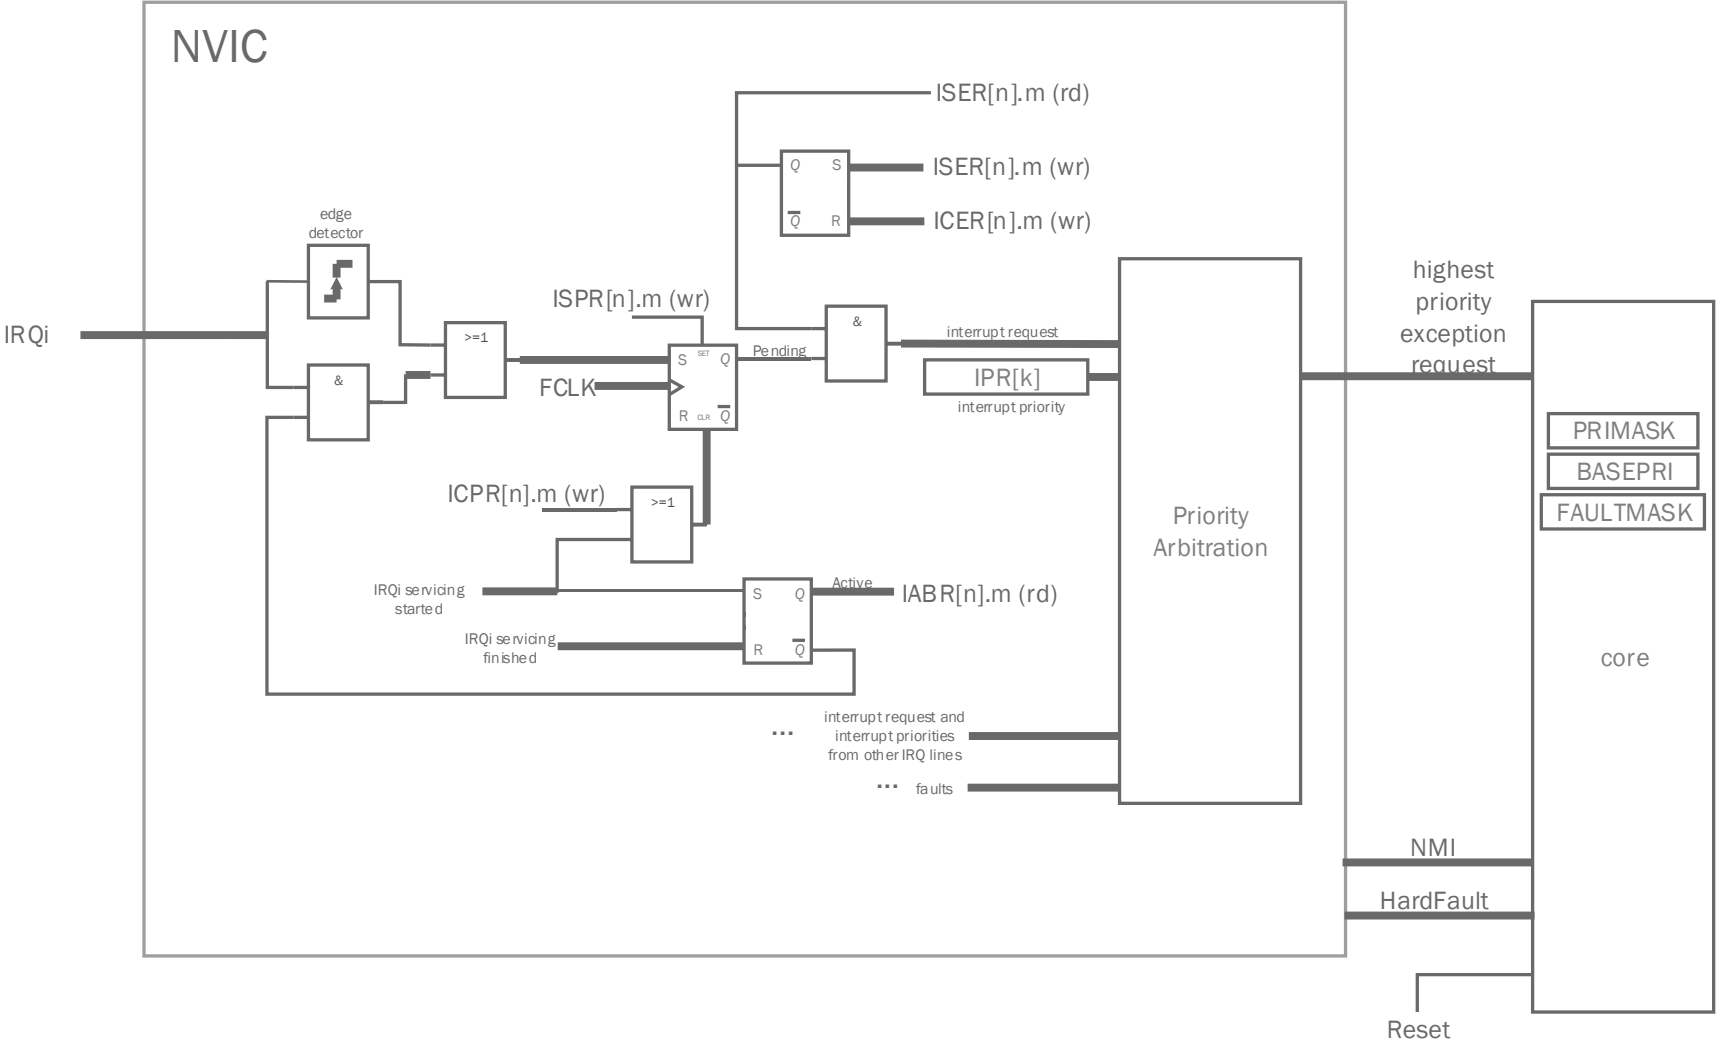 NVIC
ISER[n].m (rd)
Q S
ISER[n].m (wr)
Q R
ICER[n].m (wr)
edge
detector
IRQi
&
>=1
ISPR[n].m (wr)
S SET Q
FCLK
R CLR Q
Pending
&
interrupt request
IPR[k]
interrupt priority
ICPR[n].m (wr)
>=1
IRQi servicing
started
IRQi servicing
finished
S Q
R Q
Active
IABR[n].m (rd)
... interrupt request and
interrupt priorities
from other IRQ lines
... faults
Priority
Arbitration
highest
priority
exception
request
PRIMASK
BASEPRI
FAULTMASK
core
NMI
HardFault
Reset